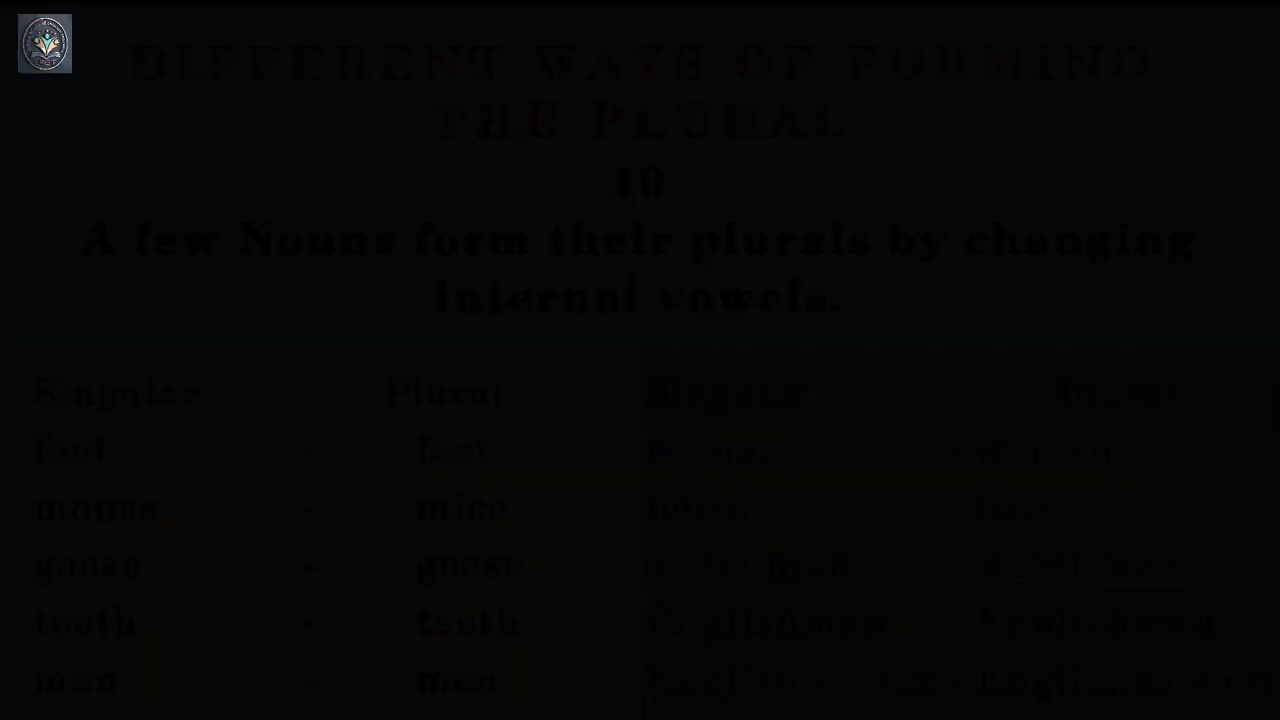 DIFFERENT WAYS OF FORMING
THE PLURAL
10
A few Nouns form their plurals by changing
internal vowels.
Singular Plural Singular Plural
foot - feet woman - women
mouse - mice louse - lice
goose - geese watchman - watchmen
tooth - teeth Englishman - Englishmen
man - men Englishwoman - Englishwomen